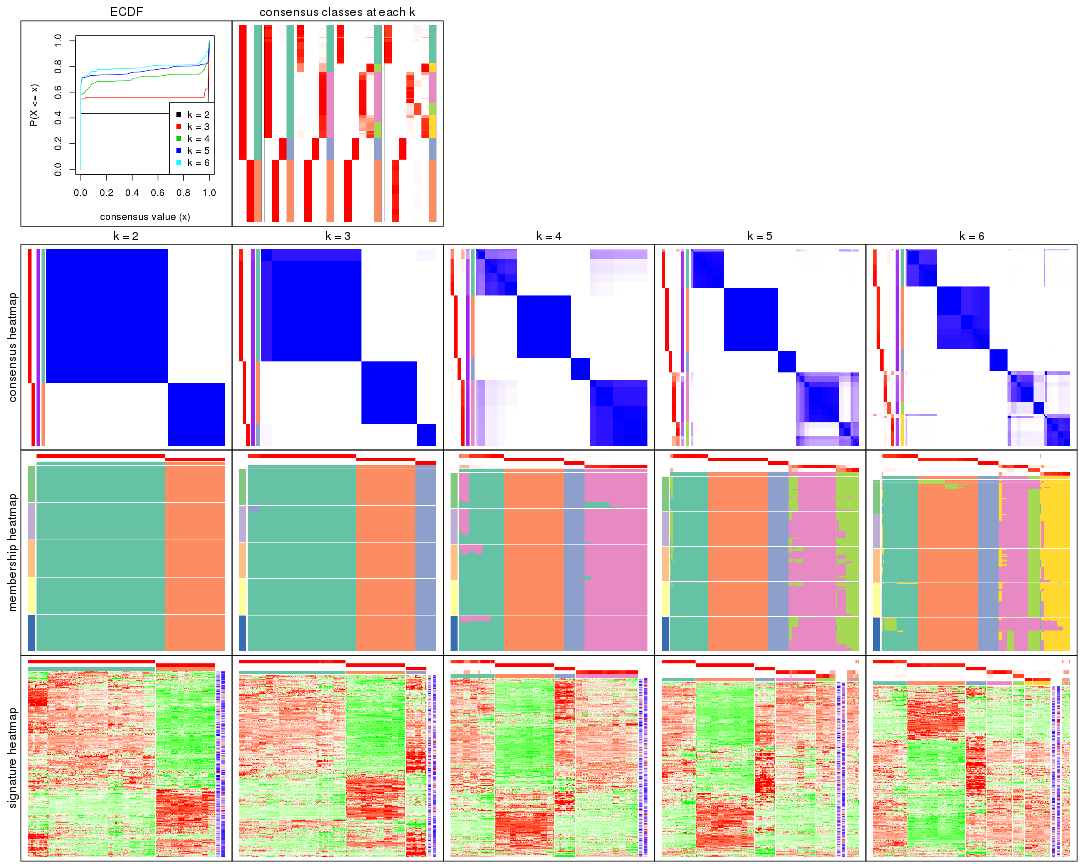 ECDF
consensus classes at each k
P(X <= x)
0.0 0.2 0.4 0.6 0.8 1.0
k = 2
k = 3
k = 4
k = 5
k = 6
0.0 0.2 0.4 0.6 0.8 1.0
consensus value (x)
k = 2
k = 3
k = 4
k = 5
k = 6
consensus heatmap
membership heatmap
signature heatmap